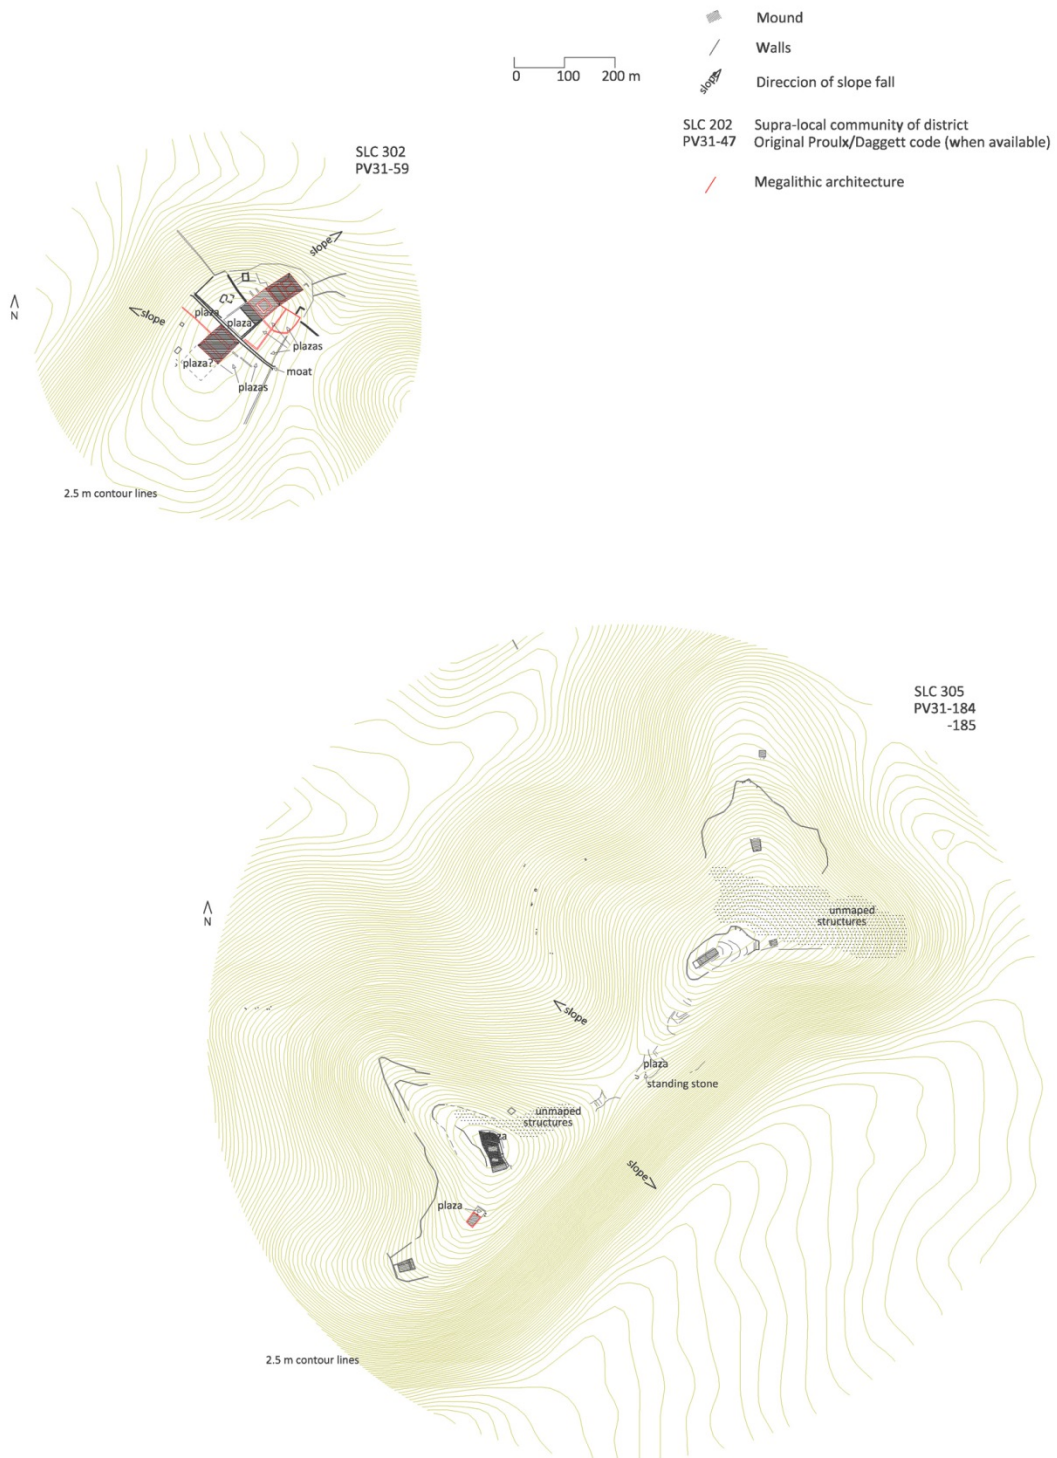 Mound
Walls
0 100 200 m
slope Direccion of slope fall
SLC 202 Supra-local community of district
PV31-47 Original Proulx/Daggett code (when available)
Megalithic architecture
SLC 302
PV31-59
slope
N
slope
plaza
plaza
plazas
plaza?
moat
plazas
2.5 m contour lines
SLC 305
PV31-184
-185
N
unmaped
structures
slope
plaza
standing stone
unmaped
structures
slope
plaza
2.5 m contour lines